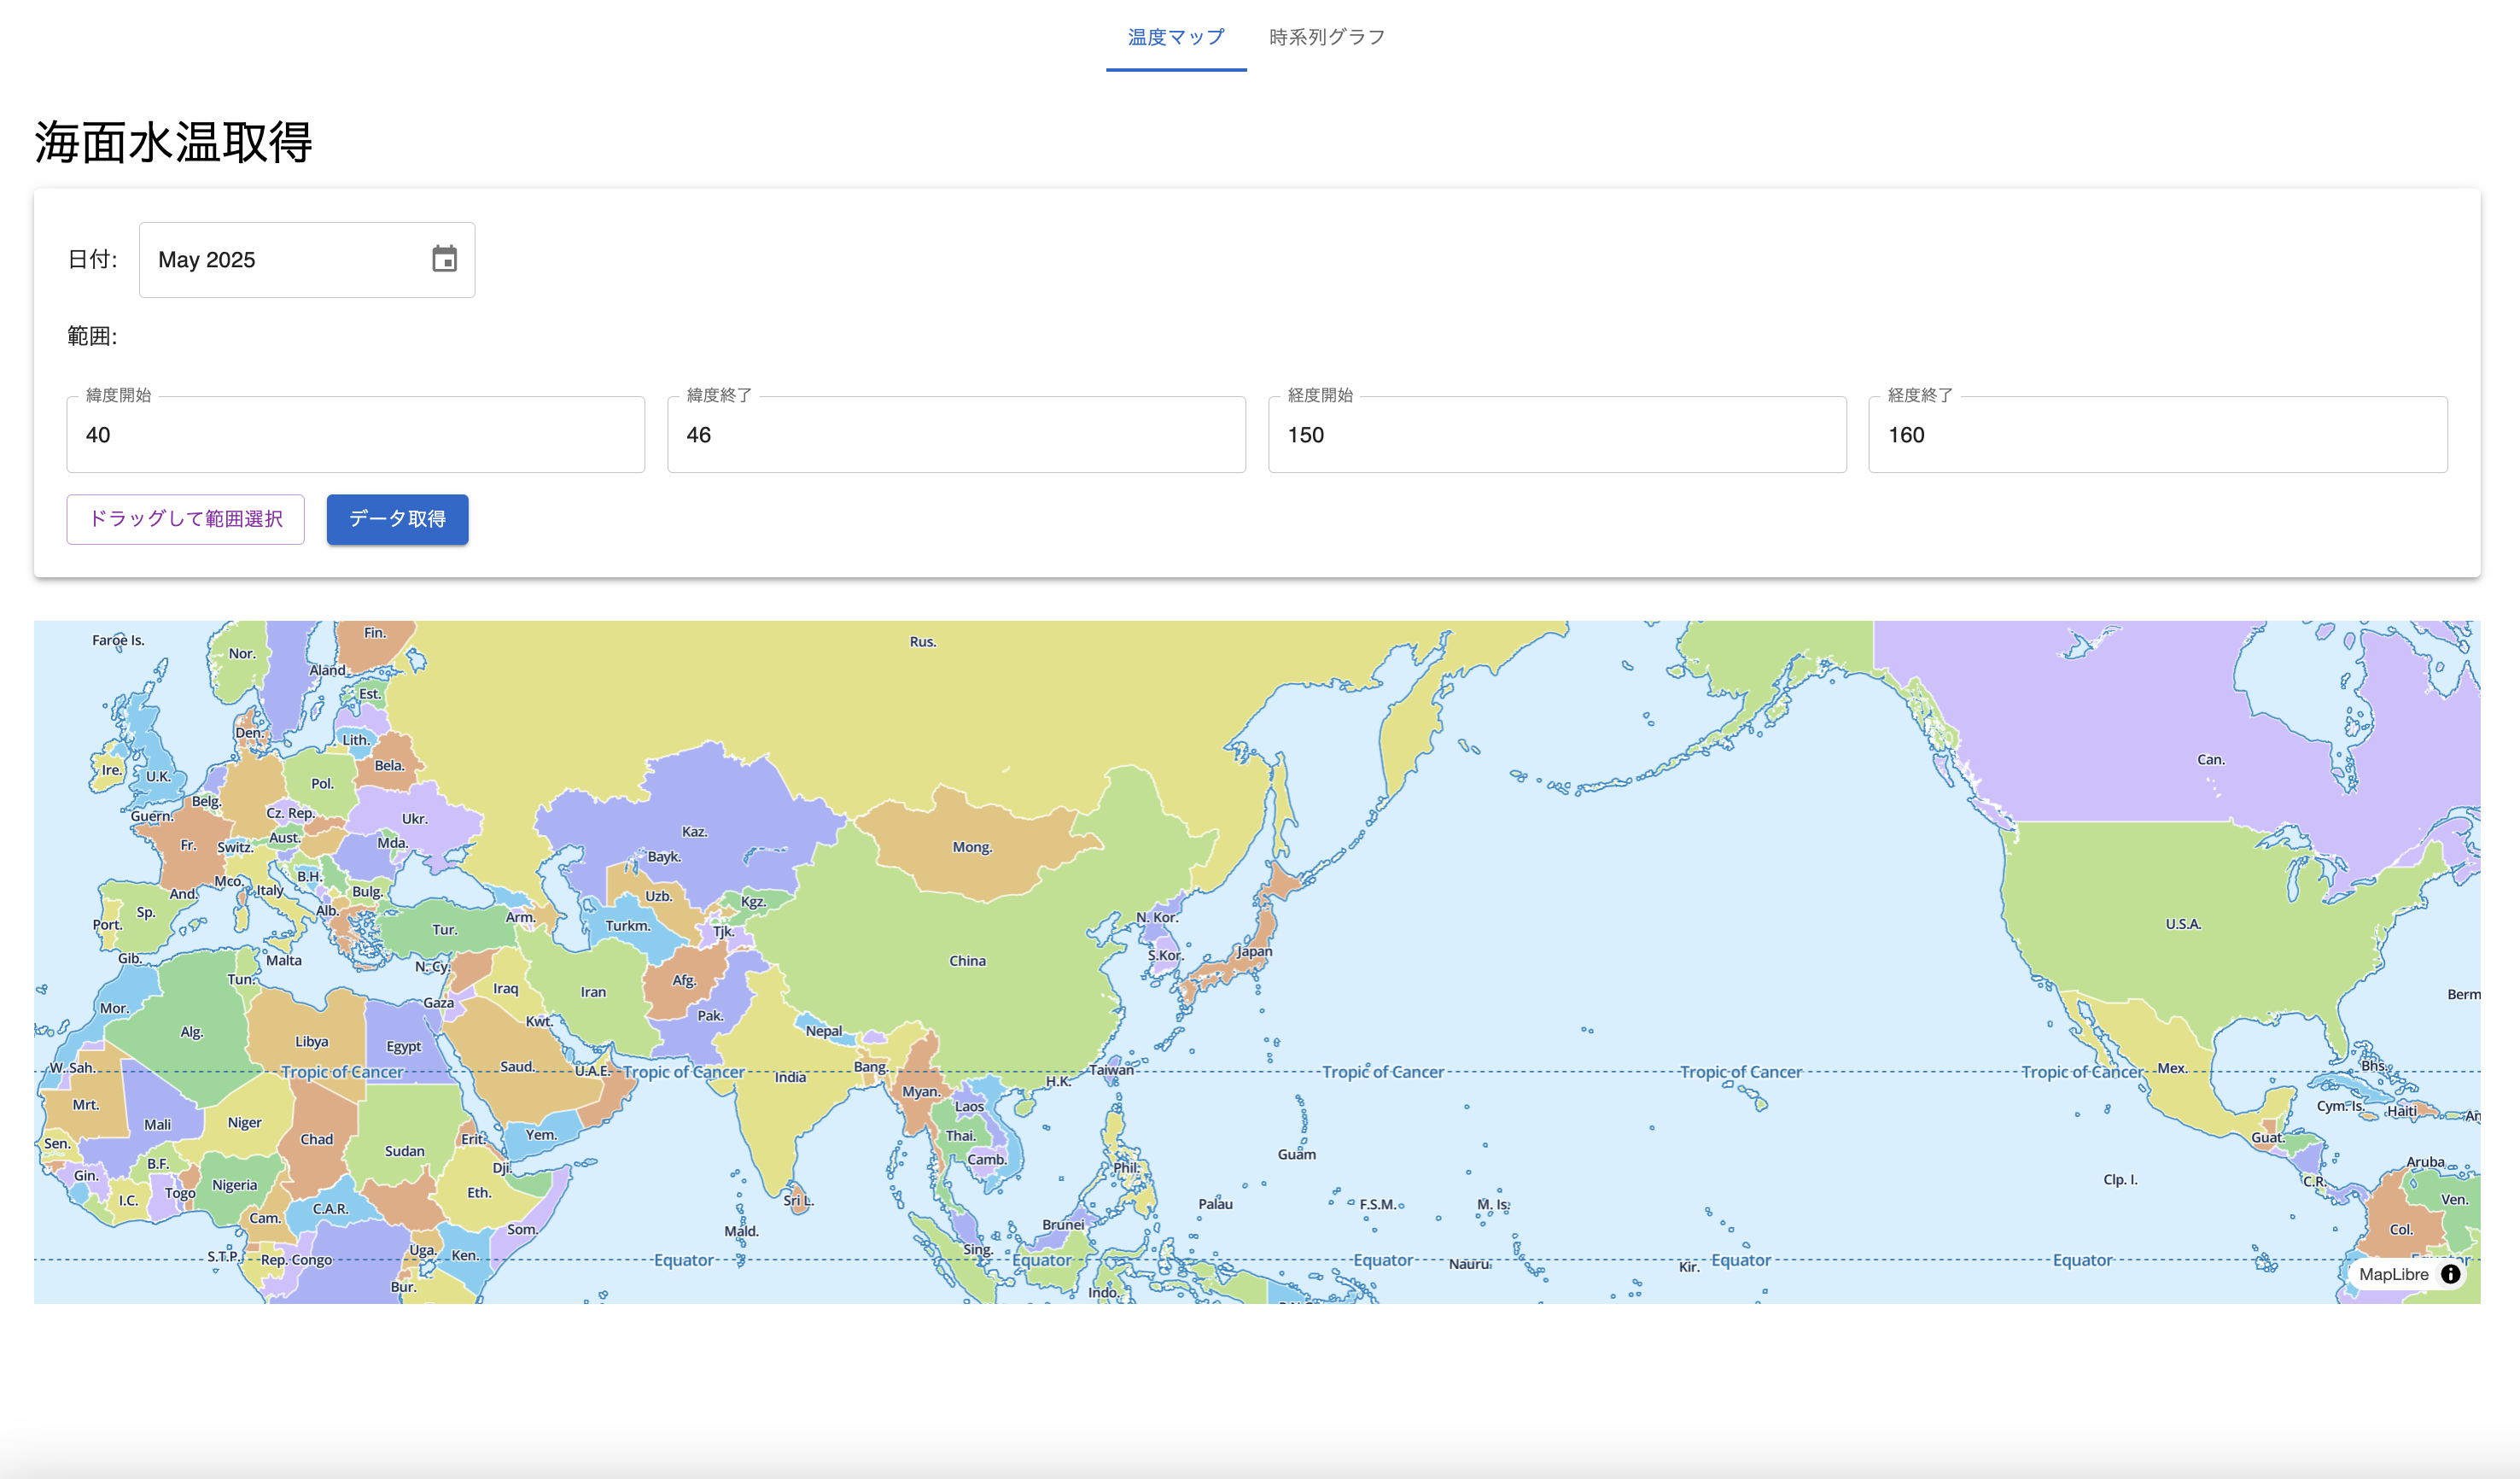 温度マップ 時系列グラフ
海面水温取得
日付: May 2025
範囲:
緯度開始 緯度終了 経度開始 経度終了
40 46 150 160
ドラッグして範囲選択 データ取得
Faroe Is. Fin. Rus.
Nor.
Aland
Est.
Den. Lith.
Ire. U.K. Bela. Can.
Pol.
Belg.
Guern. Cz. Rep. Ukr.
Fr. Switz. Aust. Mda. Kaz. Mong.
Bayk.
Mco. B.H.
And. Italy Bulg. Uzb. Kgz.
Port. Sp. Alb. Arm. N. Kor.
Tur. Turkm. Tjk. U.S.A.
Gib. Malta S.Kor. Japan
Tun. N. Cy. Afg. China
Iraq Iran
Mor. Gaza Berm
Alg. Libya Egypt Kwt. Pak. Nepal
W. Sah. Tropic of Cancer Saud. U.A.E. Tropic of Cancer India Bang. Taiwan Tropic of Cancer Tropic of Cancer Tropic of Cancer Mex. Bhs.
H.K.
Mrt. Myan. Laos Cym. Is. Haiti An
Mali Niger
Sen. Chad Sudan Erit. Yem. Thai. Guam Guat.
B.F. Dji. Camb. Phil. Aruba
Gin. I.C. Togo Nigeria Eth. Clp. I. C.R.
Cam. C.A.R. Sri L. Palau F.S.M. M. Is. Ven.
Som. Mald. Brunei Col.
S.T.P. Rep. Congo Uga. Ken. Equator Sing. Equator Equator Nauru Kir. Equator Equator
Bur. Indo. MapLibre